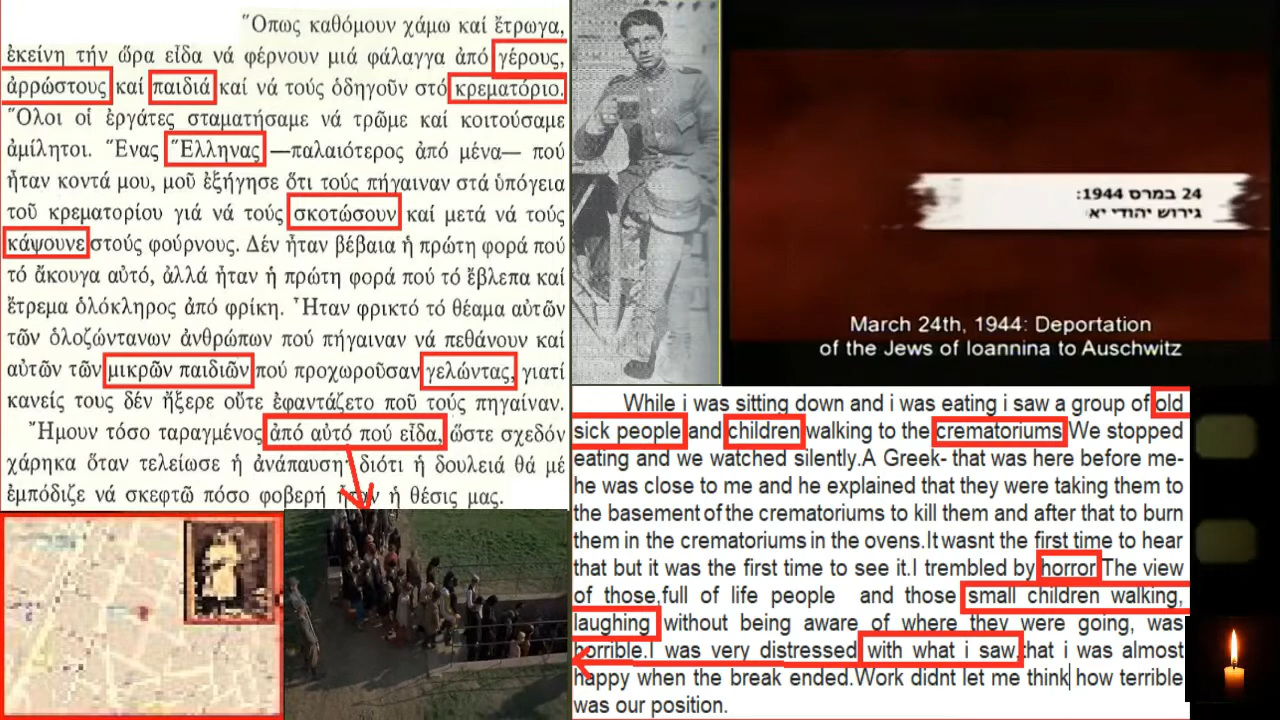 Ὅπως καθόμουν χάμω καί ἔτρωγα,
ἐκείνη τήν ὥρα εἶδα νά φέρνουν μιά φάλαγγα ἀπό γέρους,
ἀρρώστους καί παιδιά καί νά τούς ὁδηγοῦν στό κρεματόριο.
Ὅλοι οἱ ἐργάτες σταματήσαμε νά τρῶμε καί κοιτούσαμε
ἀμίλητοι. Ἕνας Ἕλληνας —παλαιότερος ἀπό μένα— πού
ἦταν κοντά μου, μοῦ ἐξήγησε ὅτι τούς πήγαιναν στά ὑπόγεια
τοῦ κρεματορίου γιά νά τούς σκοτώσουν καί μετά νά τούς
κάψουνε στούς φούρνους. Δέν ἦταν βέβαια ἡ πρώτη φορά πού
τό ἄκουγα αὐτό, ἀλλά ἦταν ἡ πρώτη φορά πού τό ἔβλεπα καί
ἔτρεμα ὁλόκληρος ἀπό φρίκη. Ἦταν φρικτό τό θέαμα αὐτῶν
τῶν ὁλοζώντανων ἀνθρώπων πού πήγαιναν νά πεθάνουν καί
αὐτῶν τῶν μικρῶν παιδιῶν πού προχωροῦσαν γελώντας, γιατί
κανείς τους δέν ἤξερε οὔτε ἐφαντάζετο ποῦ τούς πηγαίναν.
Ἤμουν τόσο ταραγμένος ἀπό αὐτό πού εἶδα, ὥστε σχεδόν
χάρηκα ὅταν τελείωσε ἡ ἀνάπαυση· διότι ἡ δουλειά θά μέ
ἐμπόδιζε νά σκεφτῶ πόσο φοβερή ἦταν ἡ θέσις μας.
24 במרס 1944:
גירוש יהודי יא
March 24th, 1944: Deportation
of the Jews of Ioannina to Auschwitz
While i was sitting down and i was eating i saw a group of old
sick people and children walking to the crematoriums We stopped
eating and we watched silently.A Greek- that was here before me-
he was close to me and he explained that they were taking them to
the basement of the crematoriums to kill them and after that to burn
them in the crematoriums in the ovens.It wasnt the first time to hear
that but it was the first time to see it.I trembled by horror The view
of those,full of life people and those small children walking,
laughing without being aware of where they were going, was
horrible.I was very distressed with what i saw,that i was almost
happy when the break ended.Work didnt let me think how terrible
was our position.